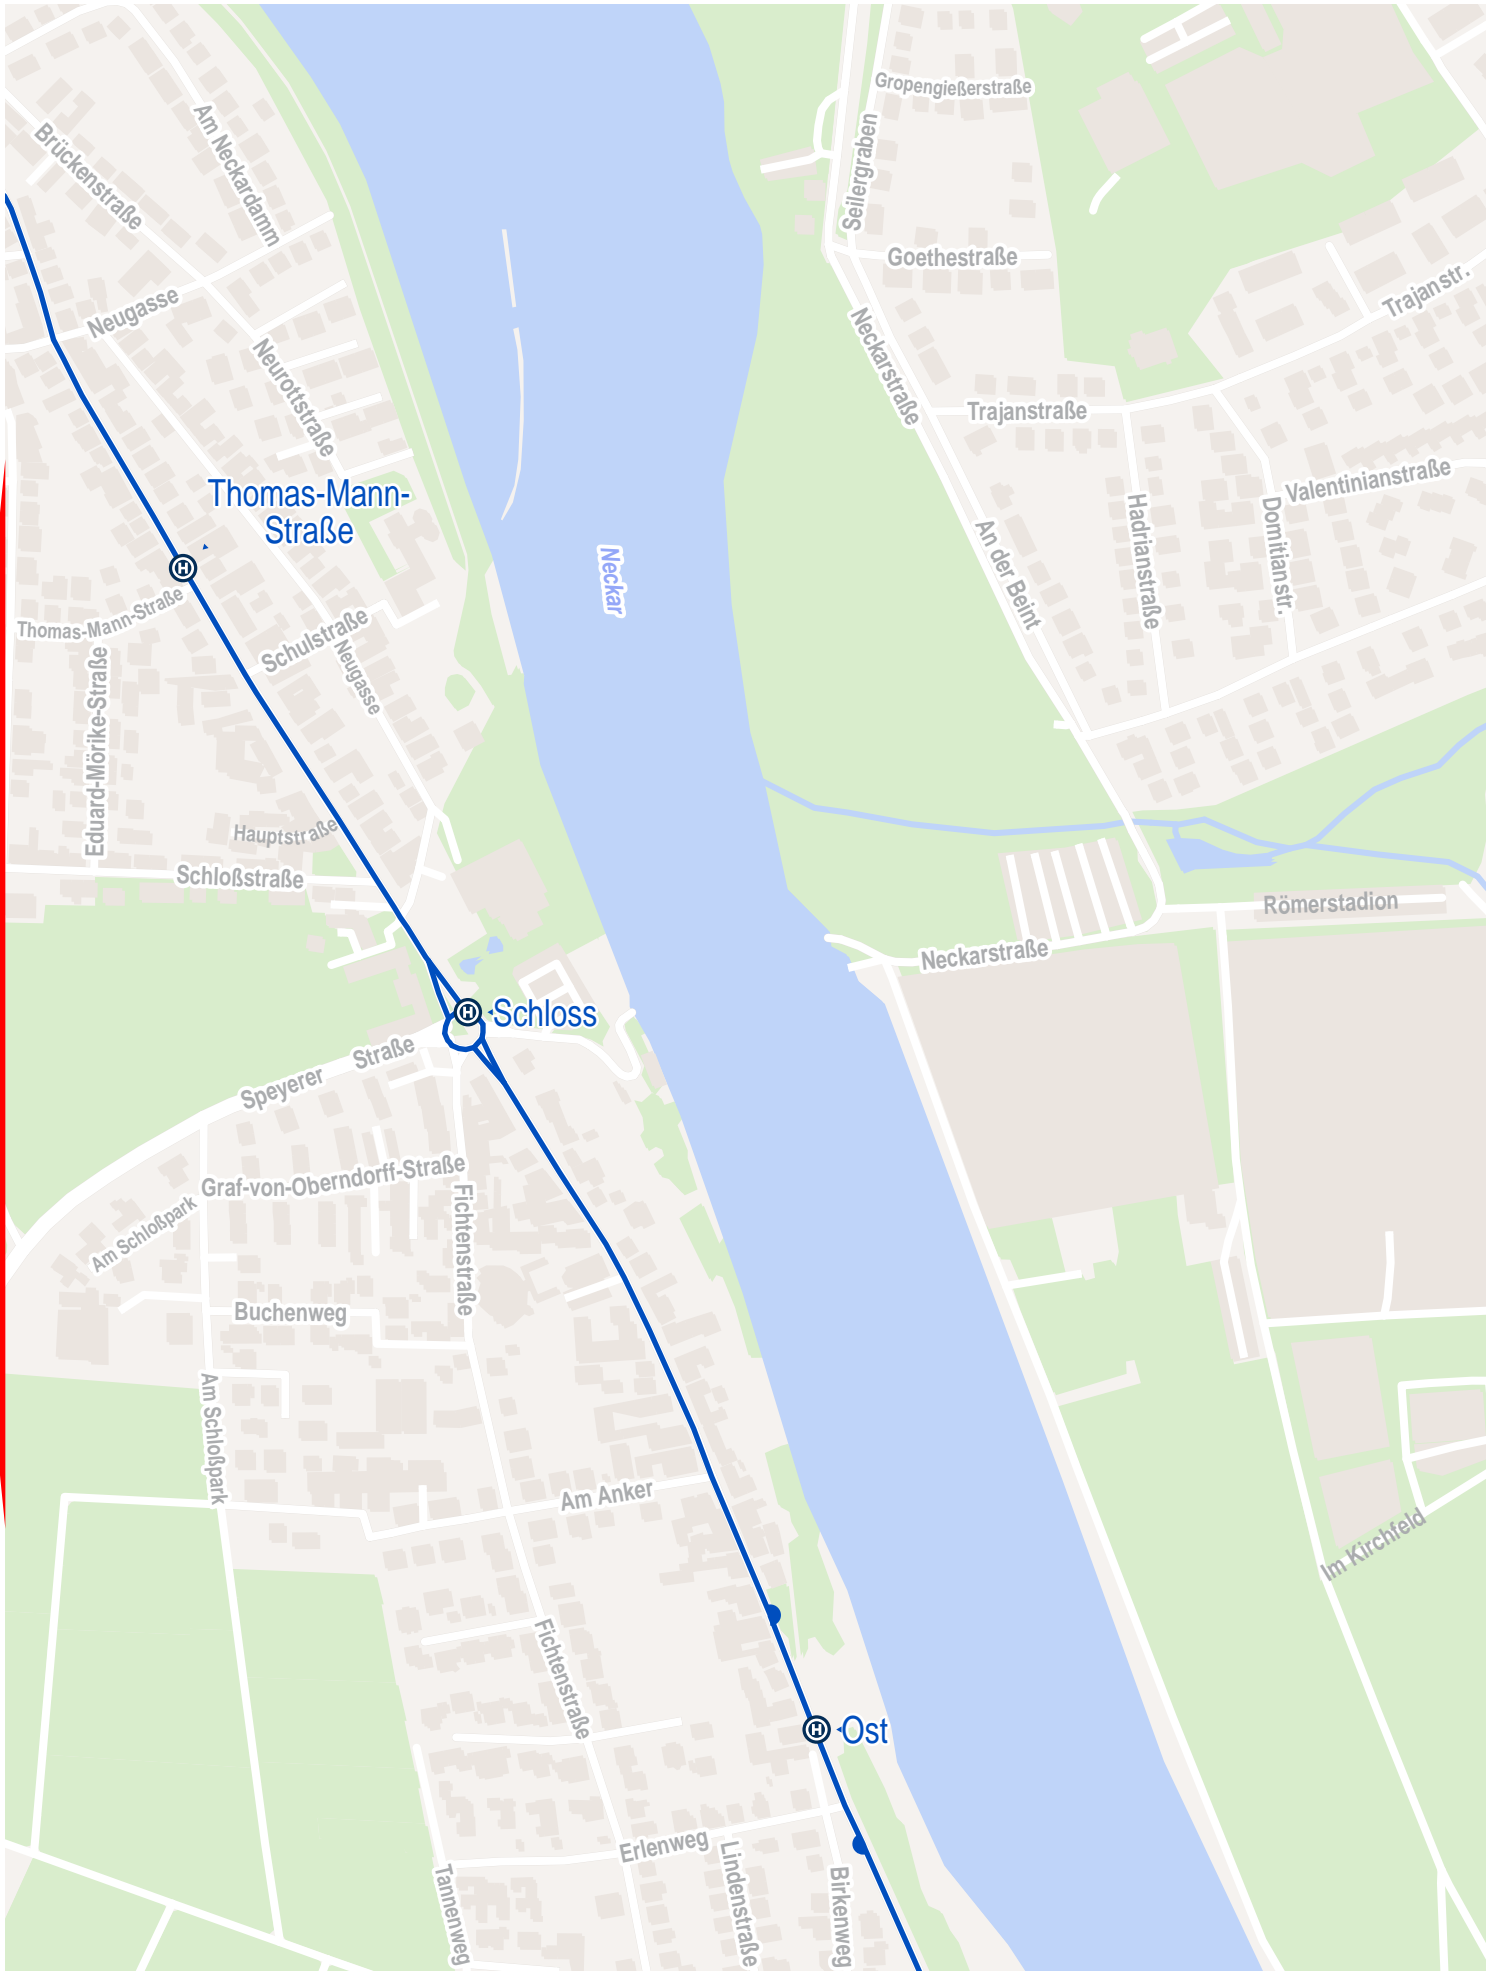 Gropengießerstraße
Am Neckardamm
Brückenstraße
Seilergraben
Goethestraße
Trajanstr.
Neugasse
Neckarstraße
Neurottstraße
Trajanstraße
Valentinianstraße
Thomas-Mann-
Straße
Hadrianstraße
Domitianstr.
An der Beint
Neckar
H
Thomas-Mann-Straße
Schulstraße
Neugasse
Eduard-Mörike-Straße
Hauptstraße
Schloßstraße
Römerstadion
Neckarstraße
H
Schloss
Speyerer Straße
Graf-von-Oberndorff-Straße
Am Schloßpark
Fichtenstraße
Buchenweg
Am Schloßpark
Am Anker
Im Kirchfeld
Fichtenstraße
H
Ost
Erlenweg
Lindenstraße
Birkenweg
Tannenweg